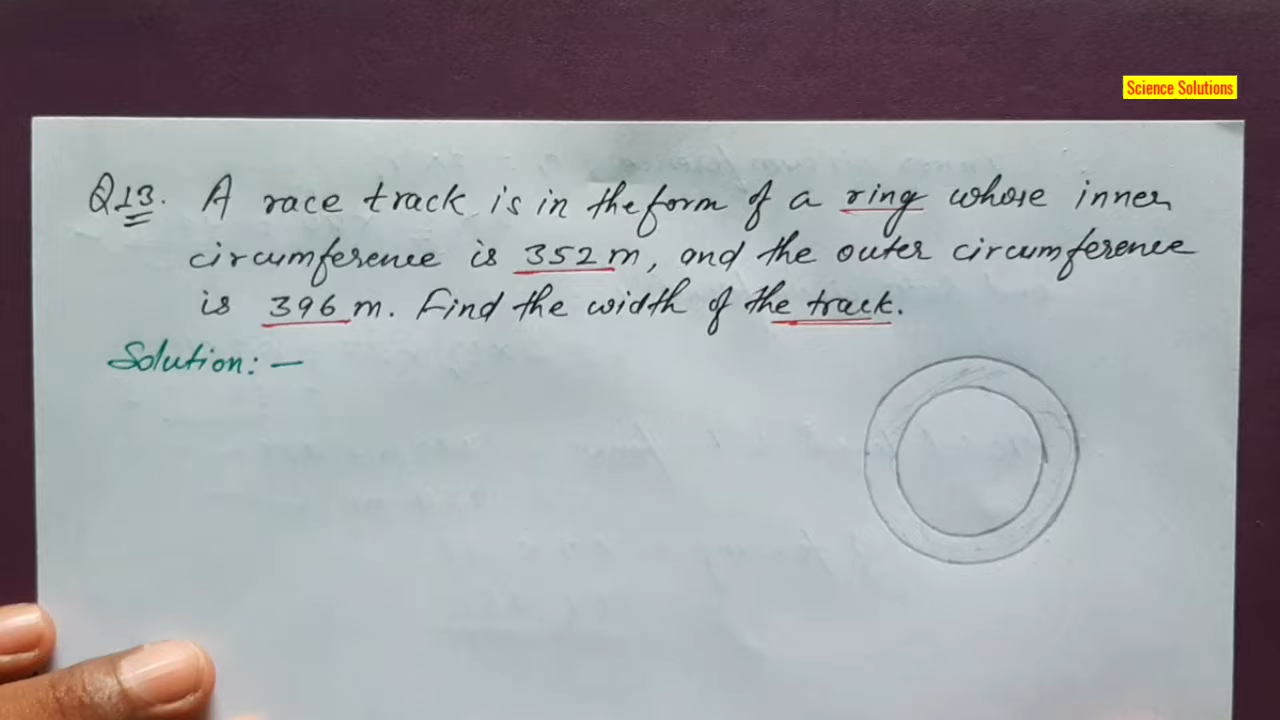 Science Solutions
Q13. A race track is in the form of a ring whose inner
circumference is 352 m, and the outer circumference
is 396 m. Find the width of the track.
Solution: —